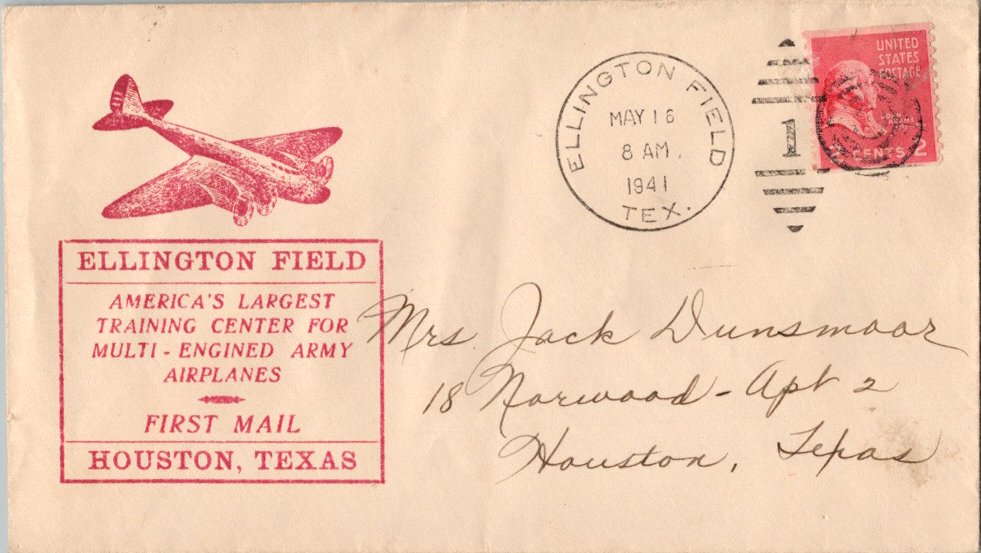 ELLINGTON FIELD
AMERICA'S LARGEST
TRAINING CENTER FOR
MULTI-ENGINED ARMY
AIRPLANES
FIRST MAIL
HOUSTON, TEXAS
ELLINGTON FIELD
MAY 16
8 AM.
1941
TEX.
1
UNITED
STATES
POSTAGE
ADAMS
CENTS 2
Mrs. Jack Dunsmoor
18 Norwood - Apt 2
Houston, Texas